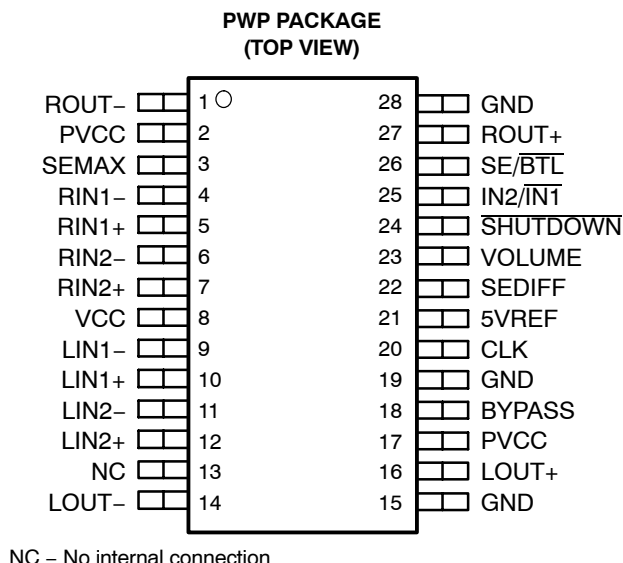 PWP PACKAGE
(TOP VIEW)
ROUT− 1 28 GND
PVCC 2 27 ROUT+
SEMAX 3 26 SE/B̅T̅L̅
RIN1− 4 25 IN2/I̅N̅1̅
RIN1+ 5 24 S̅H̅U̅T̅D̅O̅W̅N̅
RIN2− 6 23 VOLUME
RIN2+ 7 22 SEDIFF
VCC 8 21 5VREF
LIN1− 9 20 CLK
LIN1+ 10 19 GND
LIN2− 11 18 BYPASS
LIN2+ 12 17 PVCC
NC 13 16 LOUT+
LOUT− 14 15 GND
NC − No internal connection